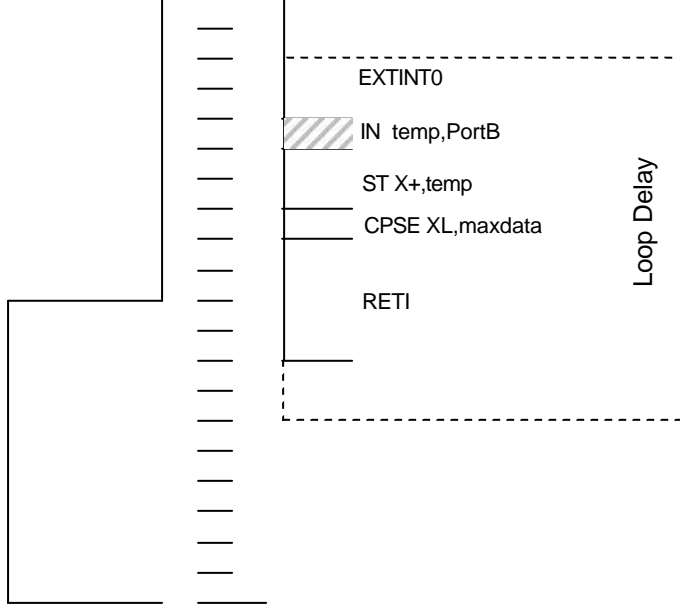 EXTINT0
IN temp,PortB
ST X+,temp
CPSE XL,maxdata
RETI
Loop Delay